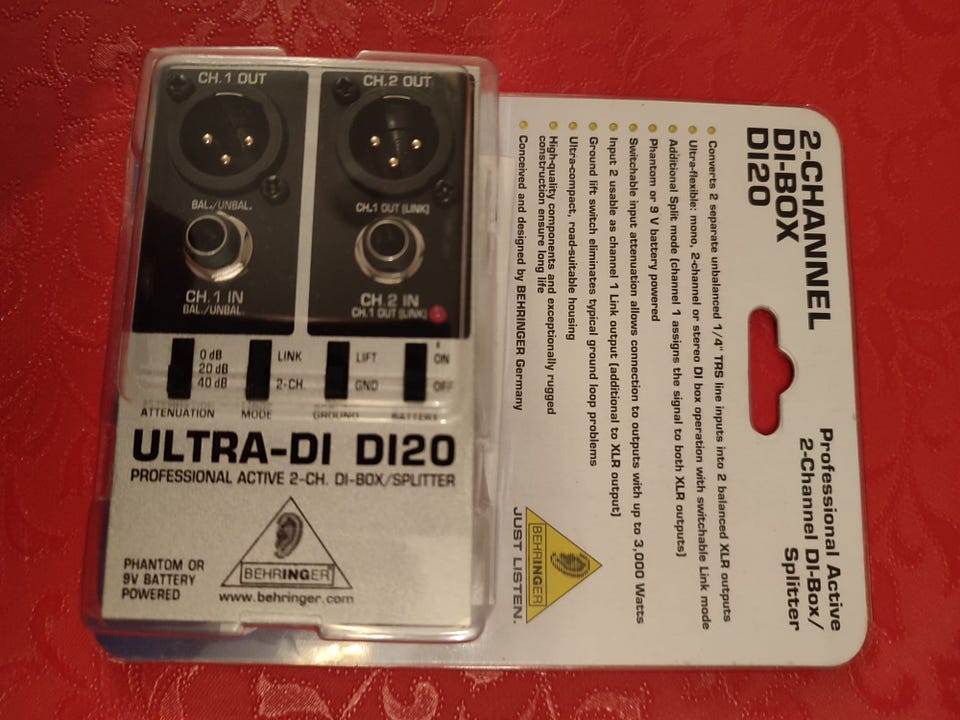 CH.1 OUT
CH.2 OUT
BAL./UNBAL.
CH.1 OUT [LINK]
CH.1 IN
BAL./UNBAL.
CH.2 IN
CH.1 OUT [LINK]
0 dB
20 dB
40 dB
LINK
2-CH.
LIFT
GND
ON
OFF
ATTENUATION
MODE
GROUND
BATTERY
ULTRA-DI DI20
PROFESSIONAL ACTIVE 2-CH. DI-BOX/SPLITTER
PHANTOM OR
9V BATTERY
POWERED
BEHRINGER
www.behringer.com
2-CHANNEL
DI-BOX
DI20
Professional Active
2-Channel DI-Box/
Splitter
Converts 2 separate unbalanced 1/4" TRS line inputs into 2 balanced XLR outputs
Ultra-flexible: mono, 2-channel or stereo DI box operation with switchable Link mode
Additional Split mode (channel 1 assigns the signal to both XLR outputs)
Phantom or 9 V battery powered
Switchable input attenuation allows connection to outputs with up to 3,000 Watts
Input 2 usable as channel 1 Link output (additional to XLR output)
Ground lift switch eliminates typical ground loop problems
Ultra-compact, road-suitable housing
High-quality components and exceptionally rugged
construction ensure long life
Conceived and designed by BEHRINGER Germany
BEHRINGER
JUST LISTEN.